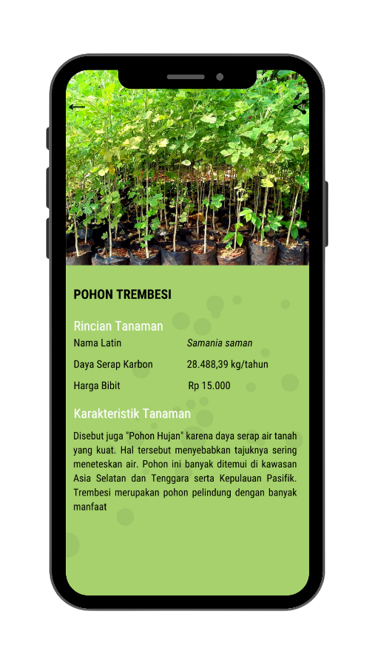 POHON TREMBESI
Rincian Tanaman
Nama Latin Samania saman
Daya Serap Karbon 28.488,39 kg/tahun
Harga Bibit Rp 15.000
Karakteristik Tanaman
Disebut juga "Pohon Hujan" karena daya serap air tanah
yang kuat. Hal tersebut menyebabkan tajuknya sering
meneteskan air. Pohon ini banyak ditemui di kawasan
Asia Selatan dan Tenggara serta Kepulauan Pasifik.
Trembesi merupakan pohon pelindung dengan banyak
manfaat